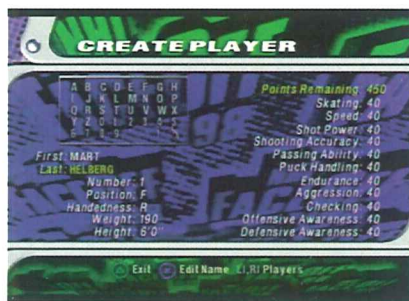 CREATE PLAYER
A B C D E F G H
I J K L M N O P
Q R S T U V W X
Y Z 0 1 2 3 4 5
6 7 8 9
First: MART
Last: HELBERG
Number: 1
Position: F
Handedness: R
Weight: 190
Height: 6'0"
Points Remaining: 450
Skating: 40
Speed: 40
Shot Power: 40
Shooting Accuracy: 40
Passing Ability: 40
Puck Handling: 40
Endurance: 40
Aggression: 40
Checking: 40
Offensive Awareness: 40
Defensive Awareness: 40
98
FACE
Exit Edit Name L1,R1 Players